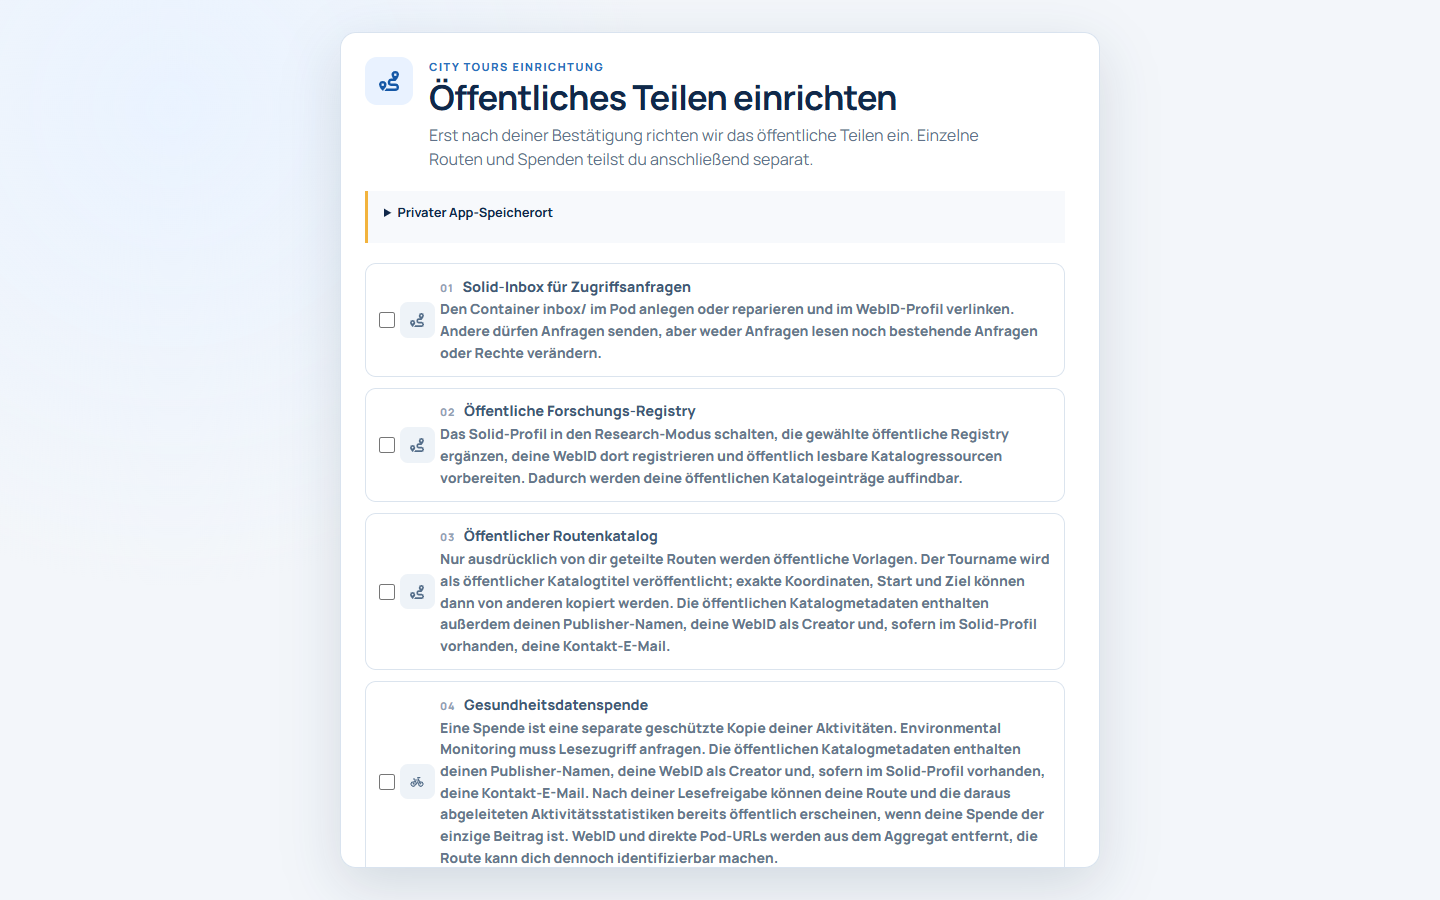 CITY TOURS EINRICHTUNG
Öffentliches Teilen einrichten
Erst nach deiner Bestätigung richten wir das öffentliche Teilen ein. Einzelne
Routen und Spenden teilst du anschließend separat.
Privater App-Speicherort
01 Solid-Inbox für Zugriffsanfragen
Den Container inbox/ im Pod anlegen oder reparieren und im WebID-Profil verlinken.
Andere dürfen Anfragen senden, aber weder Anfragen lesen noch bestehende Anfragen
oder Rechte verändern.
02 Öffentliche Forschungs-Registry
Das Solid-Profil in den Research-Modus schalten, die gewählte öffentliche Registry
ergänzen, deine WebID dort registrieren und öffentlich lesbare Katalogressourcen
vorbereiten. Dadurch werden deine öffentlichen Katalogeinträge auffindbar.
03 Öffentlicher Routenkatalog
Nur ausdrücklich von dir geteilte Routen werden öffentliche Vorlagen. Der Tourname wird
als öffentlicher Katalogtitel veröffentlicht; exakte Koordinaten, Start und Ziel können
dann von anderen kopiert werden. Die öffentlichen Katalogmetadaten enthalten
außerdem deinen Publisher-Namen, deine WebID als Creator und, sofern im Solid-Profil
vorhanden, deine Kontakt-E-Mail.
04 Gesundheitsdatenspende
Eine Spende ist eine separate geschützte Kopie deiner Aktivitäten. Environmental
Monitoring muss Lesezugriff anfragen. Die öffentlichen Katalogmetadaten enthalten
deinen Publisher-Namen, deine WebID als Creator und, sofern im Solid-Profil vorhanden,
deine Kontakt-E-Mail. Nach deiner Lesefreigabe können deine Route und die daraus
abgeleiteten Aktivitätsstatistiken bereits öffentlich erscheinen, wenn deine Spende der
einzige Beitrag ist. WebID und direkte Pod-URLs werden aus dem Aggregat entfernt, die
Route kann dich dennoch identifizierbar machen.